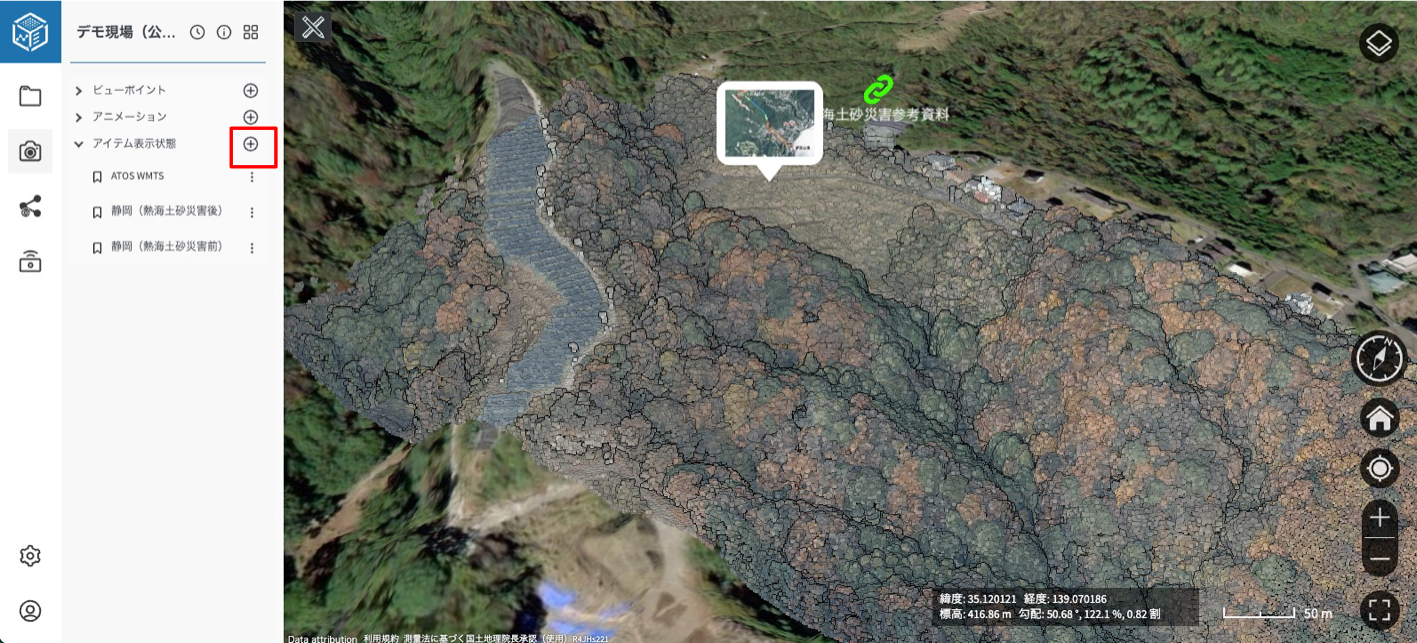 デモ現場（公...
ビューポイント
アニメーション
アイテム表示状態
ATOS WMTS
静岡（熱海土砂災害後）
静岡（熱海土砂災害前）
海土砂災害参考資料
N
緯度: 35.120121 経度: 139.070186
標高: 416.86 m 勾配: 50.68 °, 122.1 %, 0.82 割
50 m
Data attribution 利用規約 測量法に基づく国土地理院長承認（使用）R4JHs221